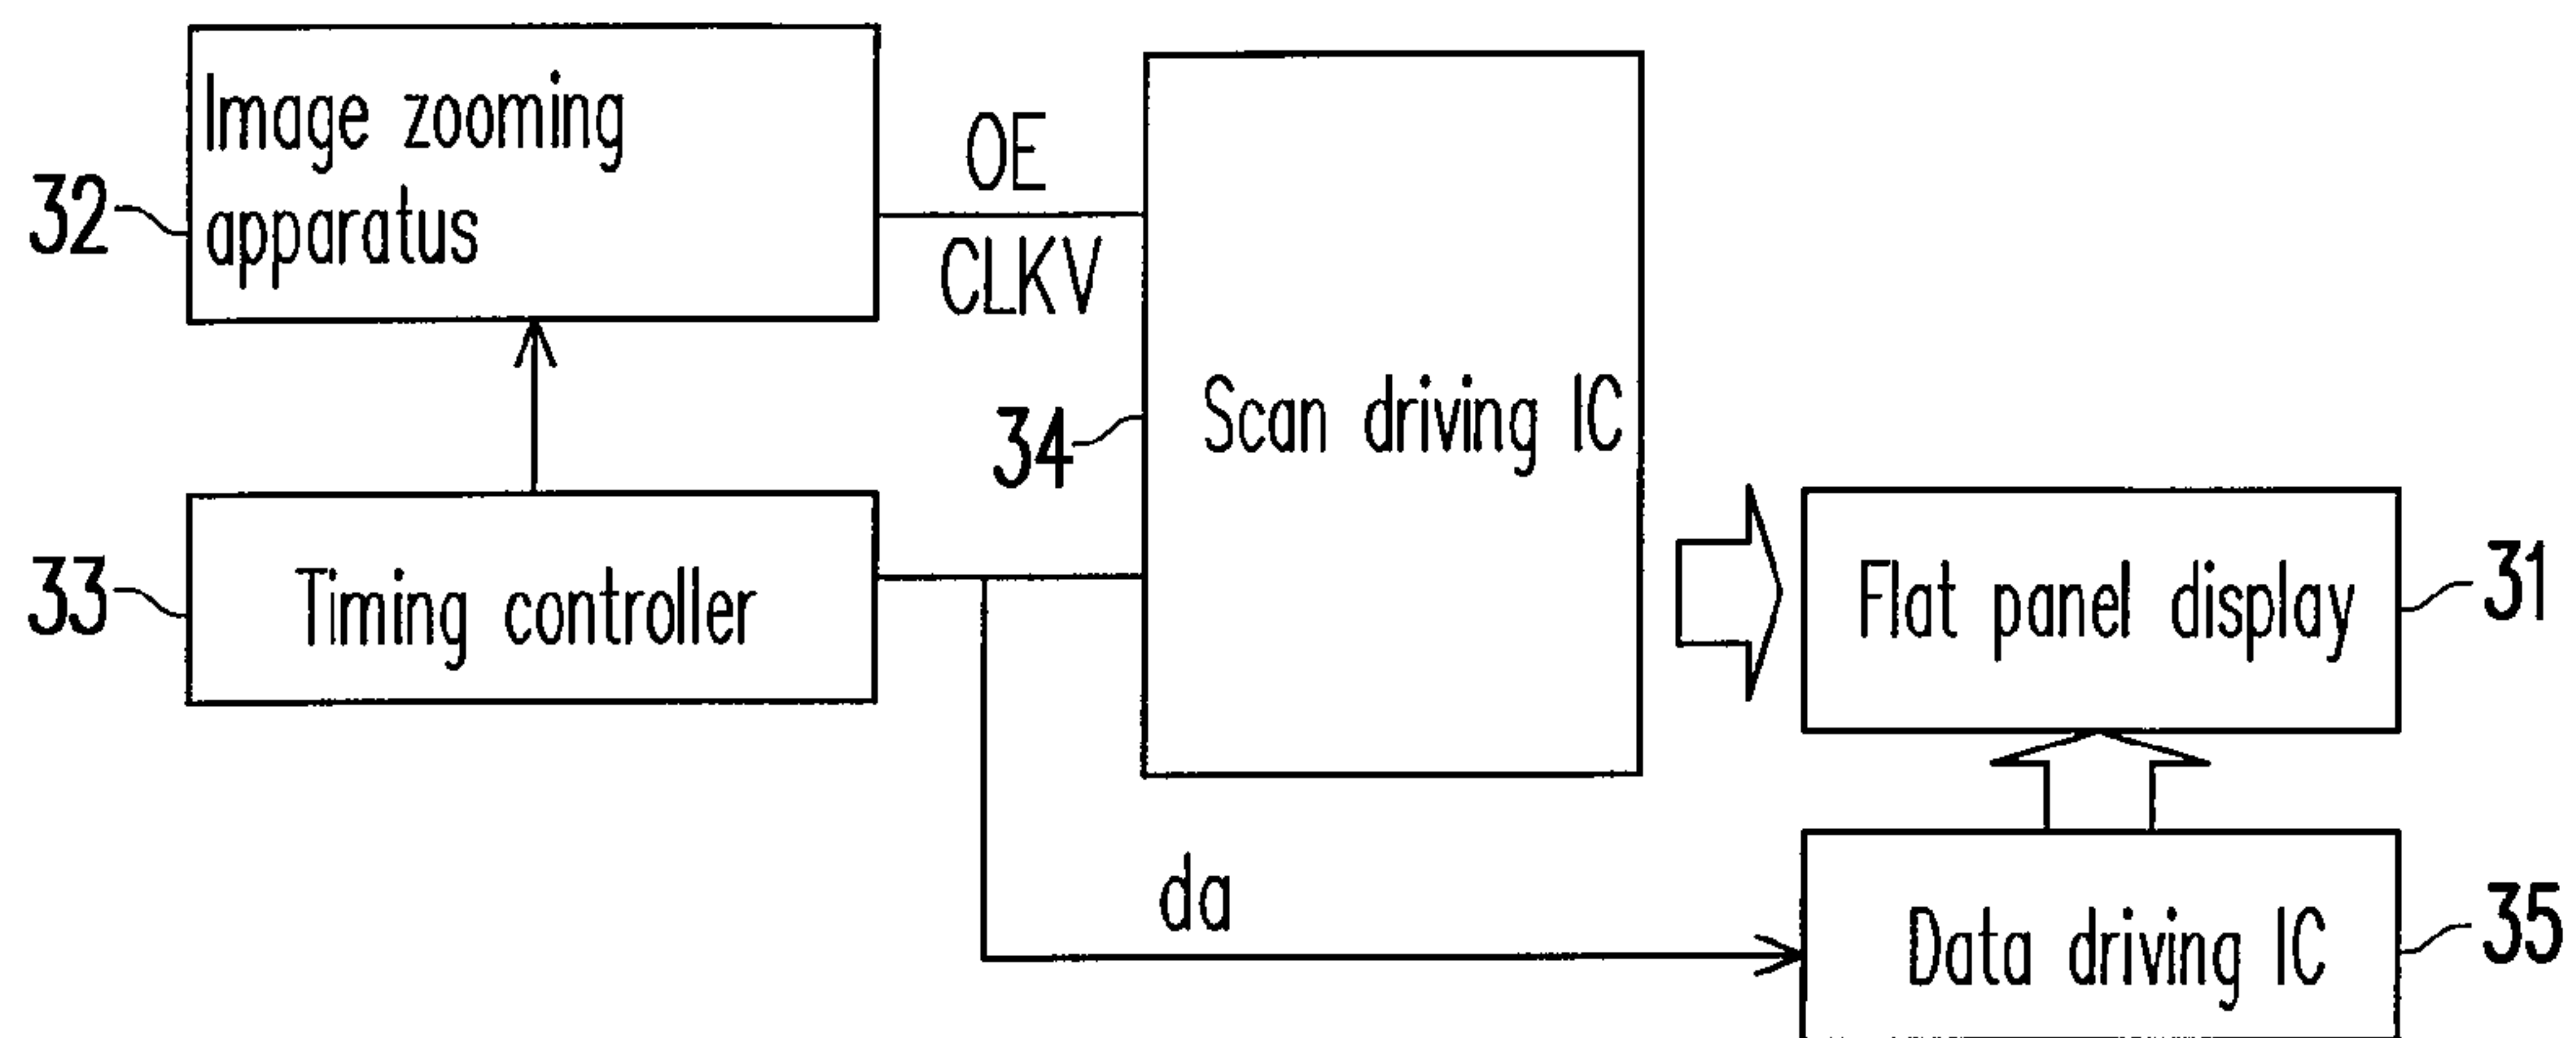 Image zooming
apparatus
32
OE
CLKV
34
Scan driving IC
33
Timing controller
Flat panel display
31
da
Data driving IC
35